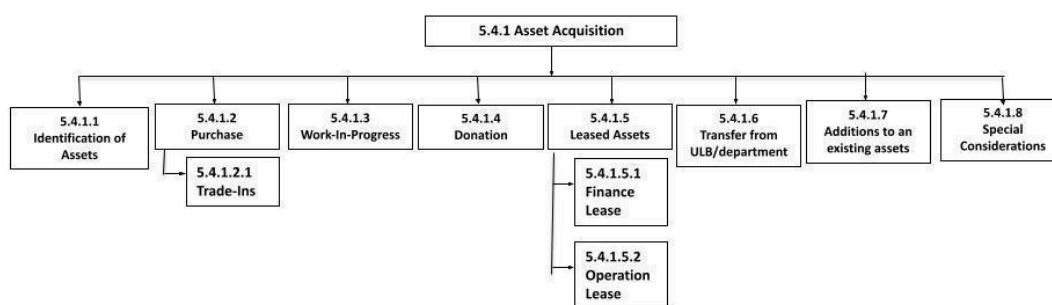 5.4.1 Asset Acquisition
5.4.1.1
Identification of
Assets
5.4.1.2
Purchase
5.4.1.3
Work-In-Progress
5.4.1.4
Donation
5.4.1.5
Leased Assets
5.4.1.6
Transfer from
ULB/department
5.4.1.7
Additions to an
existing assets
5.4.1.8
Special
Considerations
5.4.1.2.1
Trade-Ins
5.4.1.5.1
Finance
Lease
5.4.1.5.2
Operation
Lease